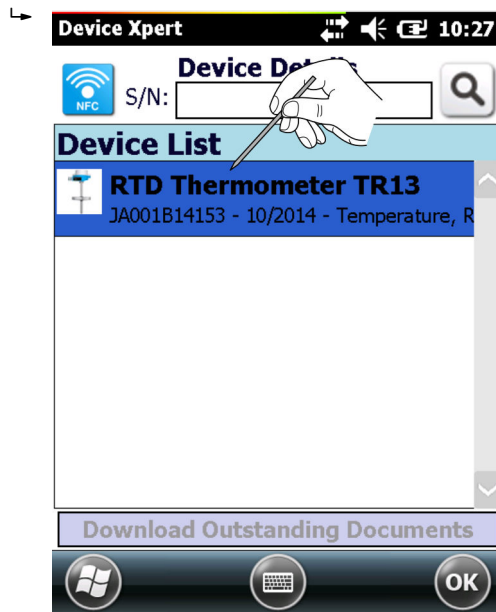 Device Xpert 10:27
Device Details
NFC
S/N:
Device List
RTD Thermometer TR13
JA001B14153 - 10/2014 - Temperature, R
Download Outstanding Documents
OK